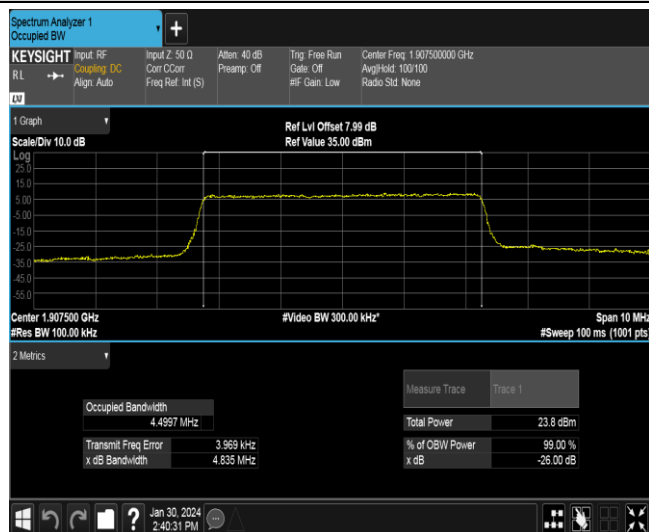 Spectrum Analyzer 1
Occupied BW
+
KEYSIGHT
RL
Input: RF
Coupling: DC
Align: Auto
Input Z: 50 Ω
Corr CCorr
Freq Ref: Int (S)
Atten: 40 dB
Preamp: Off
Trig: Free Run
Gate: Off
#IF Gain: Low
Center Freq: 1.907500000 GHz
Avg|Hold: 100/100
Radio Std: None
LXI
1 Graph
Scale/Div 10.0 dB
Ref Lvl Offset 7.99 dB
Ref Value 35.00 dBm
Log
25.0
15.0
5.00
-5.00
-15.0
-25.0
-35.0
-45.0
-55.0
Center 1.907500 GHz
#Res BW 100.00 kHz
#Video BW 300.00 kHz*
Span 10 MHz
#Sweep 100 ms (1001 pts)
2 Metrics
Measure Trace
Trace 1
Occupied Bandwidth
4.4997 MHz
Total Power 23.8 dBm
Transmit Freq Error 3.969 kHz
% of OBW Power 99.00 %
x dB Bandwidth 4.835 MHz
x dB -26.00 dB
?
Jan 30, 2024
2:40:31 PM